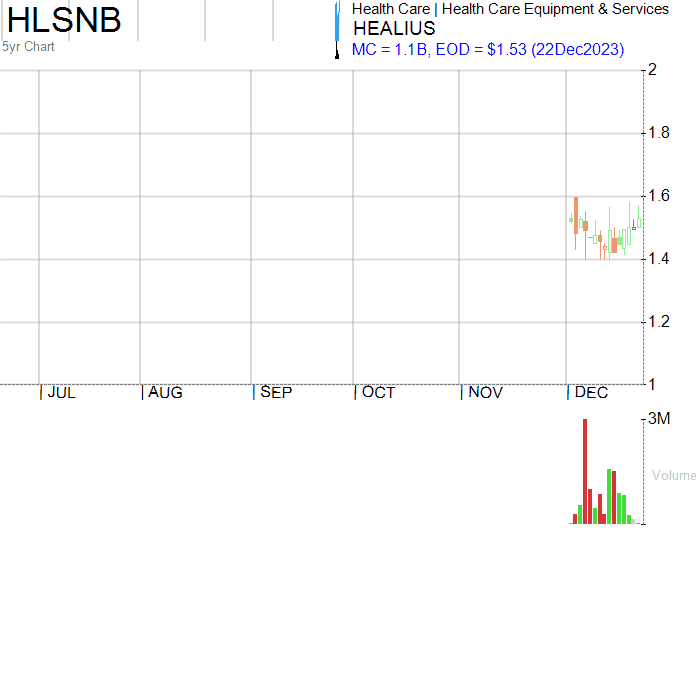 HLSNB
5yr Chart
Health Care | Health Care Equipment & Services
HEALIUS
MC = 1.1B, EOD = $1.53 (22Dec2023)
2
1.8
1.6
1.4
1.2
1
JUL AUG SEP OCT NOV DEC
3M
Volume